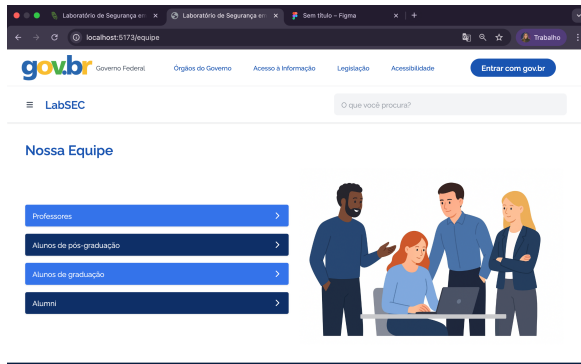 Laboratório de Segurança em
Laboratório de Segurança em
Sem título – Figma
localhost:5173/equipe
Trabalho
gov.br
Governo Federal
Órgãos do Governo
Acesso à Informação
Legislação
Acessibilidade
Entrar com gov.br
LabSEC
O que você procura?
Nossa Equipe
Professores
Alunos de pós-graduação
Alunos de graduação
Alumni